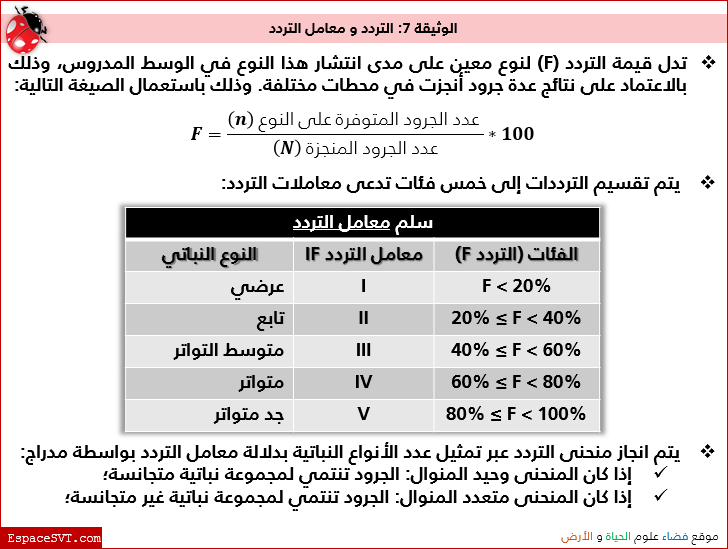 الوثيقة 7: التردد و معامل التردد
❖ تدل قيمة التردد (F) لنوع معين على مدى انتشار هذا النوع في الوسط المدروس، وذلك
بالاعتماد على نتائج عدة جرود أنجزت في محطات مختلفة. وذلك باستعمال الصيغة التالية:
F = عدد الجرود المتوفرة على النوع (n) / عدد الجرود المنجزة (N) * 100
❖ يتم تقسيم الترددات إلى خمس فئات تدعى معاملات التردد:
سلم معامل التردد
الفئات (التردد F) معامل التردد IF النوع النباتي
F < 20% I عرضي
20% ≤ F < 40% II تابع
40% ≤ F < 60% III متوسط التواتر
60% ≤ F < 80% IV متواتر
80% ≤ F < 100% V جد متواتر
❖ يتم انجاز منحنى التردد عبر تمثيل عدد الأنواع النباتية بدلالة معامل التردد بواسطة مدراج:
✓ إذا كان المنحنى وحيد المنوال: الجرود تنتمي لمجموعة نباتية متجانسة؛
✓ إذا كان المنحنى متعدد المنوال: الجرود تنتمي لمجموعة نباتية غير متجانسة؛
موقع فضاء علوم الحياة و الأرض
EspaceSVT.com